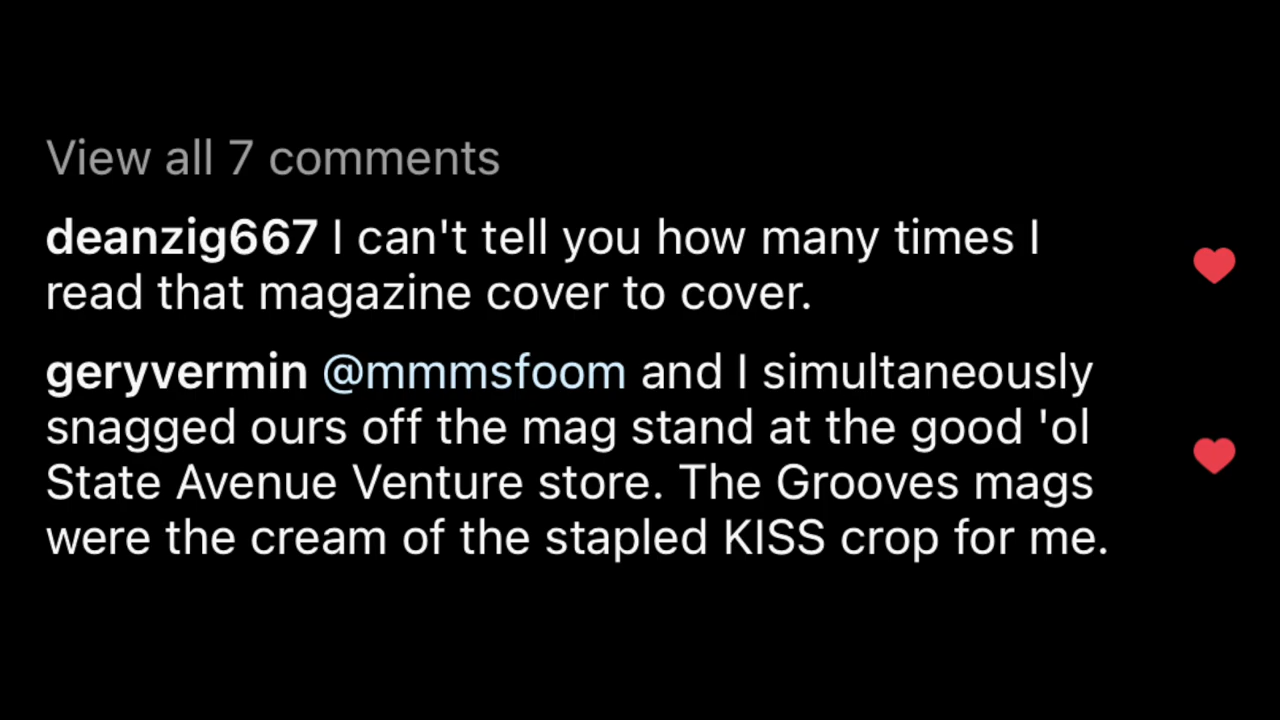 View all 7 comments
deanzig667 I can't tell you how many times I
read that magazine cover to cover.
geryvermin @mmmsfoom and I simultaneously
snagged ours off the mag stand at the good 'ol
State Avenue Venture store. The Grooves mags
were the cream of the stapled KISS crop for me.